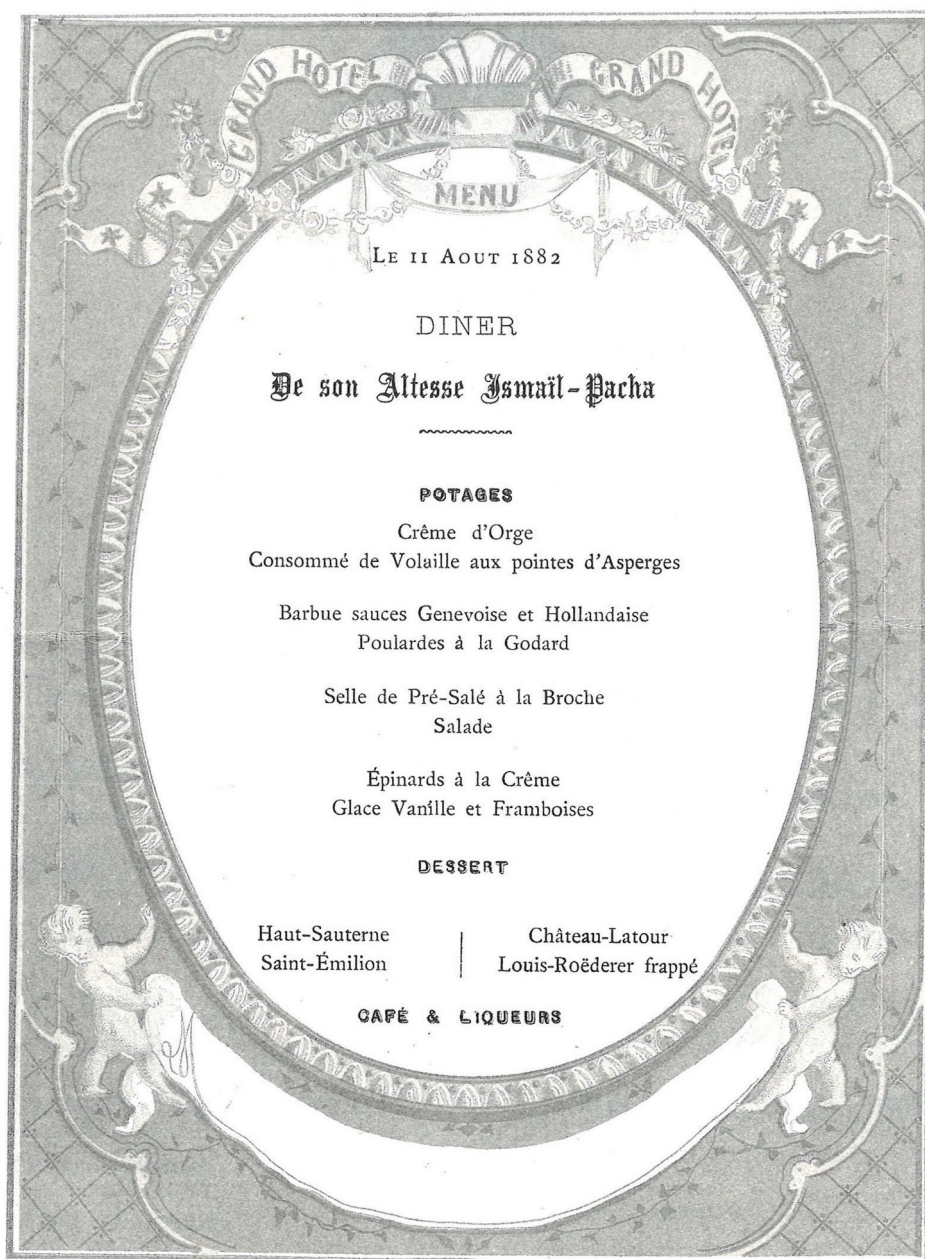 GRAND HOTEL GRAND HOTEL
MENU
LE 11 AOUT 1882
DINER
De son Altesse Ismaïl-Pacha
POTAGES
Crême d'Orge
Consommé de Volaille aux pointes d'Asperges
Barbue sauces Genevoise et Hollandaise
Poulardes à la Godard
Selle de Pré-Salé à la Broche
Salade
Épinards à la Crême
Glace Vanille et Framboises
DESSERT
Haut-Sauterne
Saint-Émilion
Château-Latour
Louis-Roëderer frappé
CAFÉ & LIQUEURS